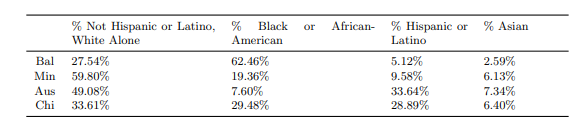 % Not Hispanic or Latino, % Black or African- % Hispanic or % Asian
White Alone American Latino
Bal 27.54% 62.46% 5.12% 2.59%
Min 59.80% 19.36% 9.58% 6.13%
Aus 49.08% 7.60% 33.64% 7.34%
Chi 33.61% 29.48% 28.89% 6.40%